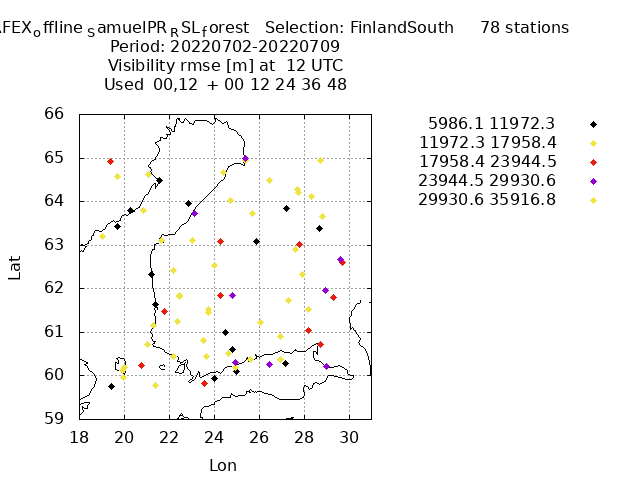 RFEXoffline SamuelPR RSLforest Selection: FinlandSouth 78 stations
Period: 20220702-20220709
Visibility rmse [m] at 12 UTC
Used 00,12 + 00 12 24 36 48
66
65
64
63
62
61
60
59
18 20 22 24 26 28 30
Lat
Lon
5986.1 11972.3
11972.3 17958.4
17958.4 23944.5
23944.5 29930.6
29930.6 35916.8